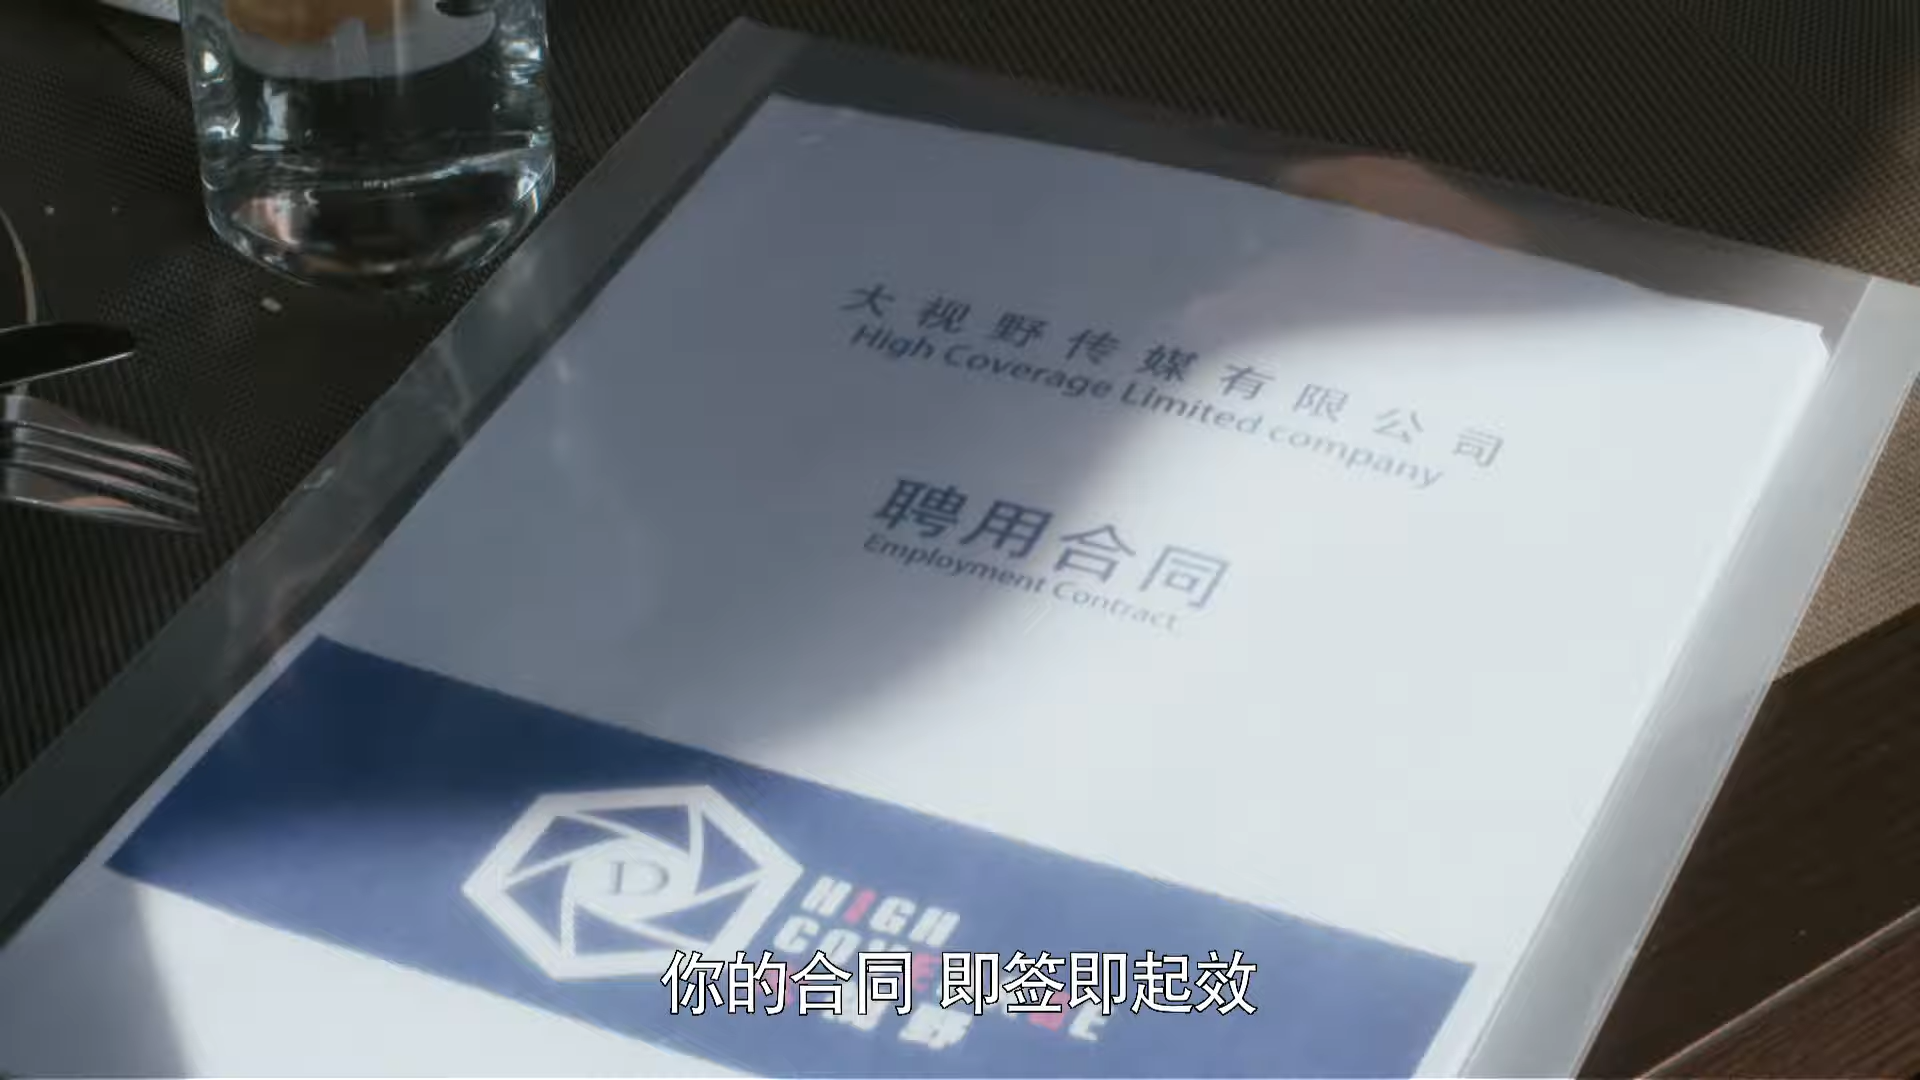 大视野传媒有限公司
High Coverage Limited company
聘用合同
Employment Contract
D
HIGH
你的合同 即签即起效